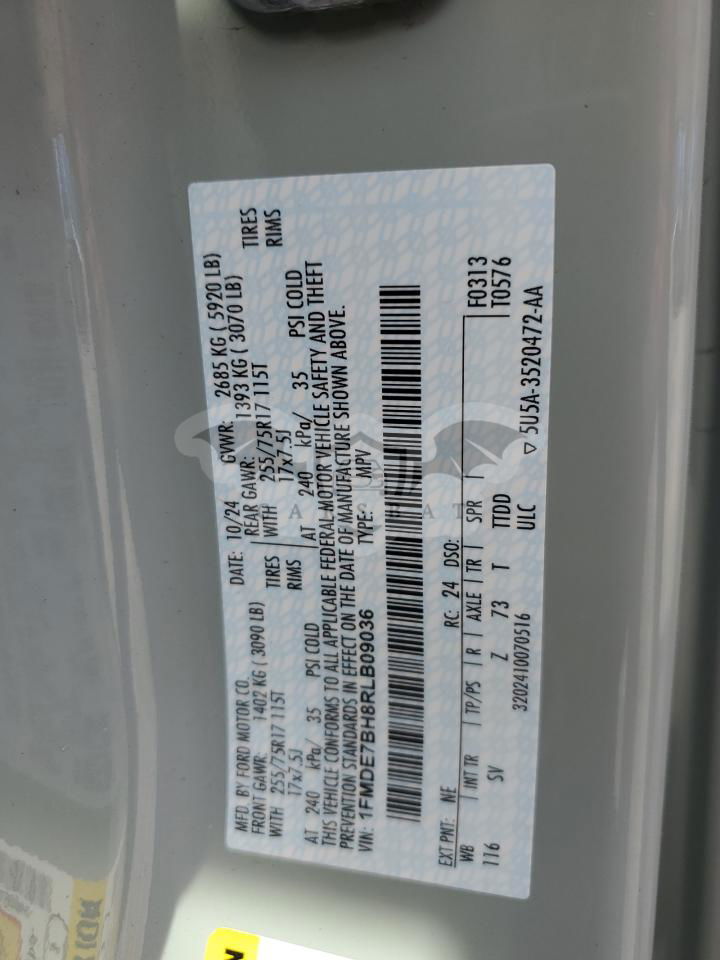 MFD. BY FORD MOTOR CO.
DATE: 10/24 GVWR: 2685 KG ( 5920 LB)
FRONT GAWR: 1402 KG ( 3090 LB) REAR GAWR: 1393 KG ( 3070 LB)
WITH 255/75R17 115T TIRES WITH 255/75R17 115T TIRES
17x7.5J RIMS 17x7.5J RIMS
AT 240 kPa/ 35 PSI COLD AT 240 kPa/ 35 PSI COLD
THIS VEHICLE CONFORMS TO ALL APPLICABLE FEDERAL MOTOR VEHICLE SAFETY AND THEFT
PREVENTION STANDARDS IN EFFECT ON THE DATE OF MANUFACTURE SHOWN ABOVE.
VIN: 1FMDE7BH8RLB09036 TYPE: MPV
EXT PNT: NE RC: 24 DSO:
WB INT TR TP/PS R AXLE TR SPR F0313
116 SV Z 73 T TTDD T0576
3202410070516 ULC ▽ 5U5A-3520472-AA